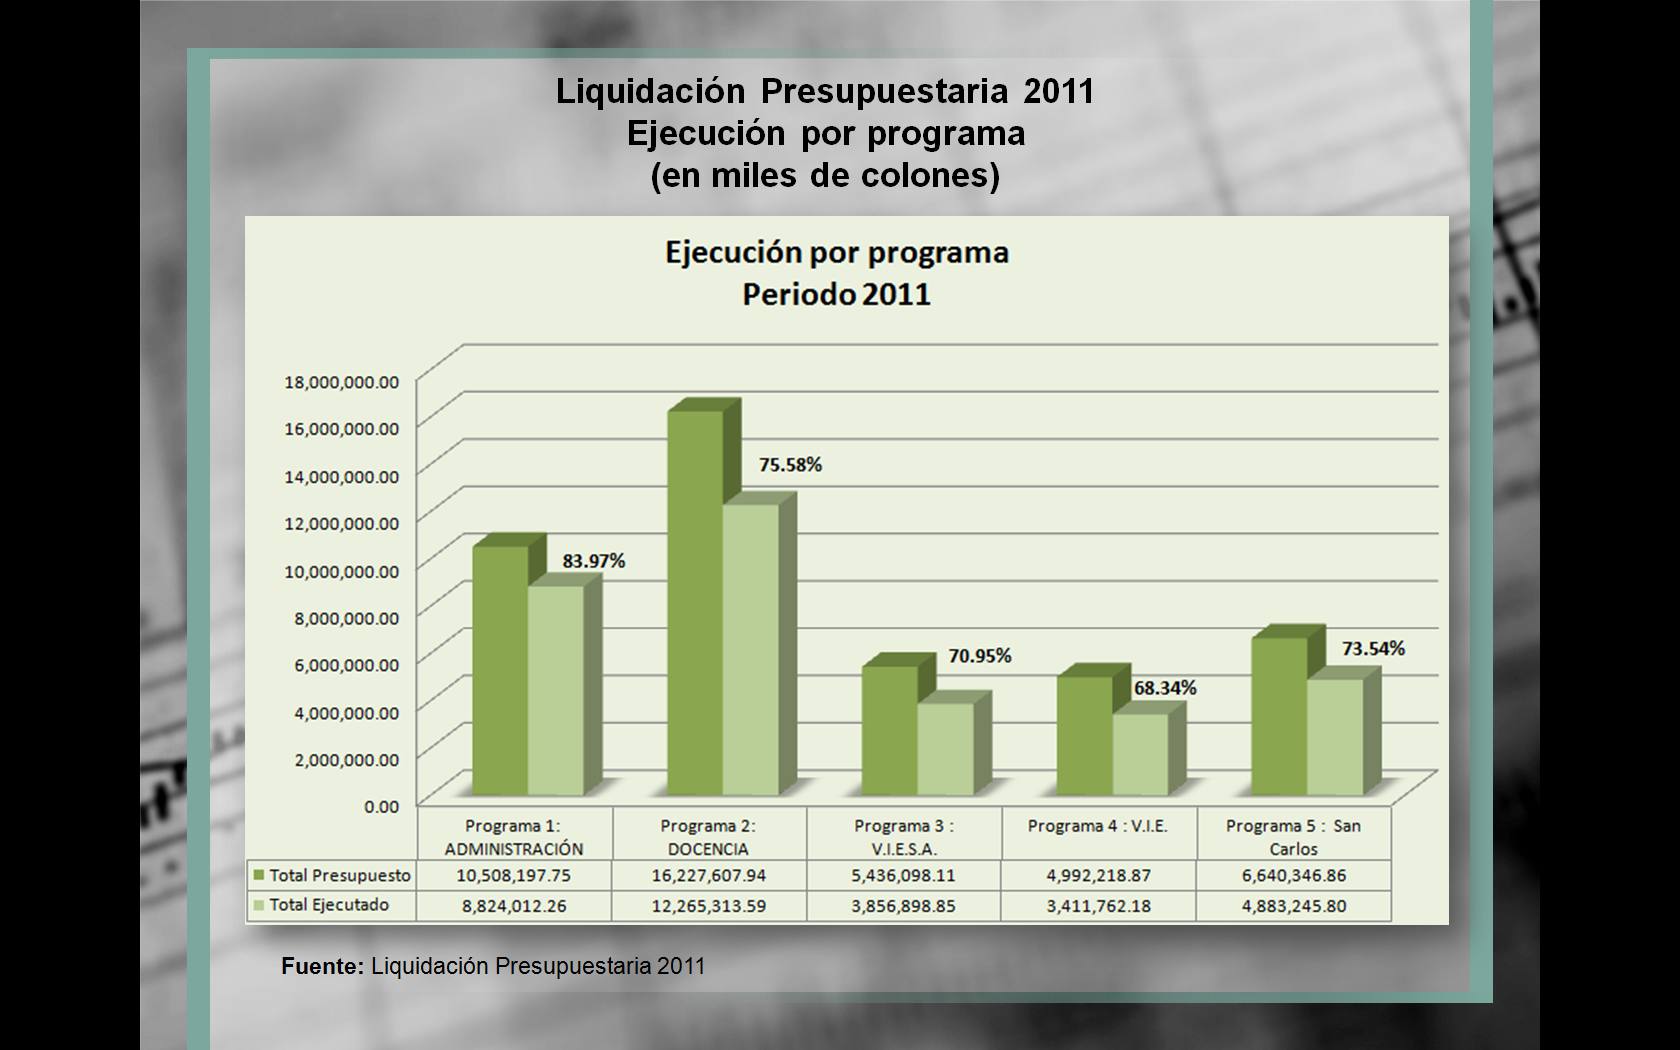 Liquidación Presupuestaria 2011
Ejecución por programa
(en miles de colones)
Ejecución por programa
Periodo 2011
18,000,000.00
16,000,000.00
14,000,000.00
12,000,000.00
10,000,000.00
8,000,000.00
6,000,000.00
4,000,000.00
2,000,000.00
0.00
83.97%
75.58%
70.95%
68.34%
73.54%
Programa 1: ADMINISTRACIÓN
Programa 2: DOCENCIA
Programa 3 : V.I.E.S.A.
Programa 4 : V.I.E.
Programa 5 : San Carlos
Total Presupuesto 10,508,197.75 16,227,607.94 5,436,098.11 4,992,218.87 6,640,346.86
Total Ejecutado 8,824,012.26 12,265,313.59 3,856,898.85 3,411,762.18 4,883,245.80
Fuente: Liquidación Presupuestaria 2011